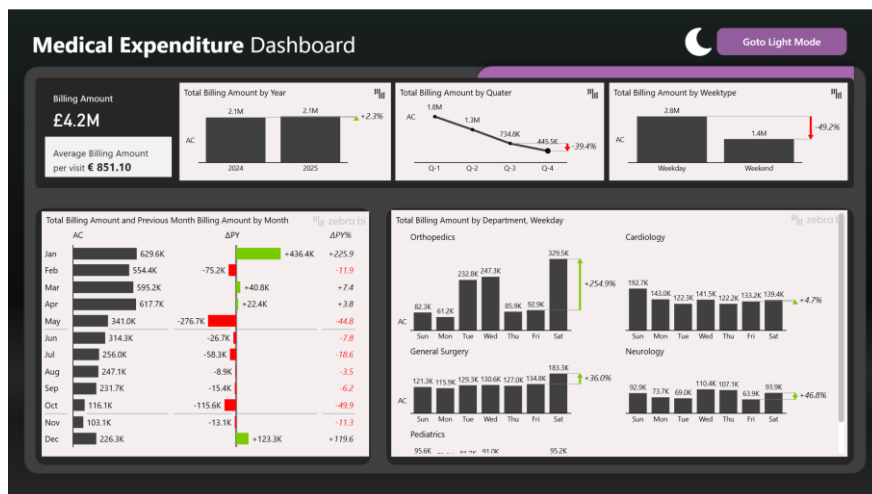 Medical Expenditure Dashboard
Goto Light Mode
Billing Amount
£4.2M
Average Billing Amount
per visit € 851.10
Total Billing Amount by Year
AC
2.1M 2.1M +2.3%
2024 2025
Total Billing Amount by Quater
AC
1.8M 1.3M 734.8K 445.5K -39.4%
Q-1 Q-2 Q-3 Q-4
Total Billing Amount by Weektype
AC
2.8M 1.4M -49.2%
Weekday Weekend
Total Billing Amount and Previous Month Billing Amount by Month
zebra bi
AC ΔPY ΔPY%
Jan 629.6K +436.4K +225.9
Feb 554.4K -75.2K -11.9
Mar 595.2K +40.8K +7.4
Apr 617.7K +22.4K +3.8
May 341.0K -276.7K -44.8
Jun 314.3K -26.7K -7.8
Jul 256.0K -58.3K -18.6
Aug 247.1K -8.9K -3.5
Sep 231.7K -15.4K -6.2
Oct 116.1K -115.6K -49.9
Nov 103.1K -13.1K -11.3
Dec 226.3K +123.3K +119.6
Total Billing Amount by Department, Weekday
zebra b
Orthopedics
AC
82.3K 61.2K 232.8K 247.3K 85.9K 92.9K 329.5K +254.9%
Sun Mon Tue Wed Thu Fri Sat
Cardiology
192.7K 143.0K 122.3K 141.5K 122.2K 133.2K 139.4K +4.7%
Sun Mon Tue Wed Thu Fri Sat
General Surgery
AC
121.3K 115.9K 129.3K 130.6K 127.0K 134.8K 183.3K +36.0%
Sun Mon Tue Wed Thu Fri Sat
Neurology
92.9K 73.7K 69.0K 110.4K 107.1K 63.9K 93.9K +46.8%
Sun Mon Tue Wed Thu Fri Sat
Pediatrics
95.6K 91.0K 95.2K